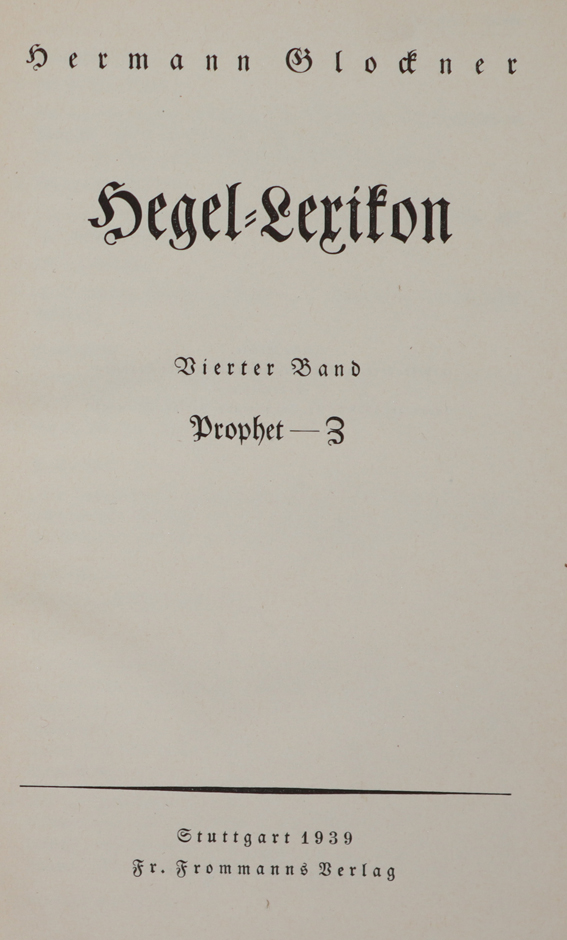 Hermann Glockner
Hegel-Lexikon
Vierter Band
Prophet — Z
Stuttgart 1939
Fr. Frommanns Verlag